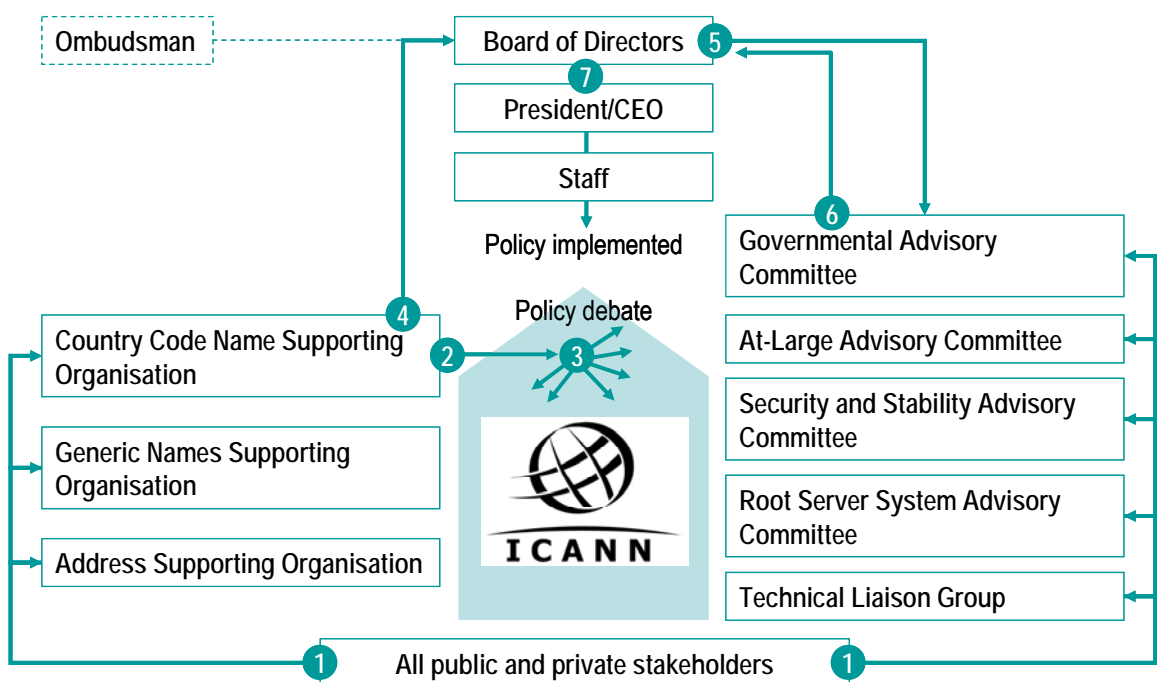 Ombudsman
Board of Directors
5
7
President/CEO
Staff
6
Policy implemented
Governmental Advisory
Committee
Policy debate
4
Country Code Name Supporting
Organisation
2
3
At-Large Advisory Committee
Security and Stability Advisory
Committee
Generic Names Supporting
Organisation
Root Server System Advisory
Committee
ICANN
Address Supporting Organisation
Technical Liaison Group
1
All public and private stakeholders
1